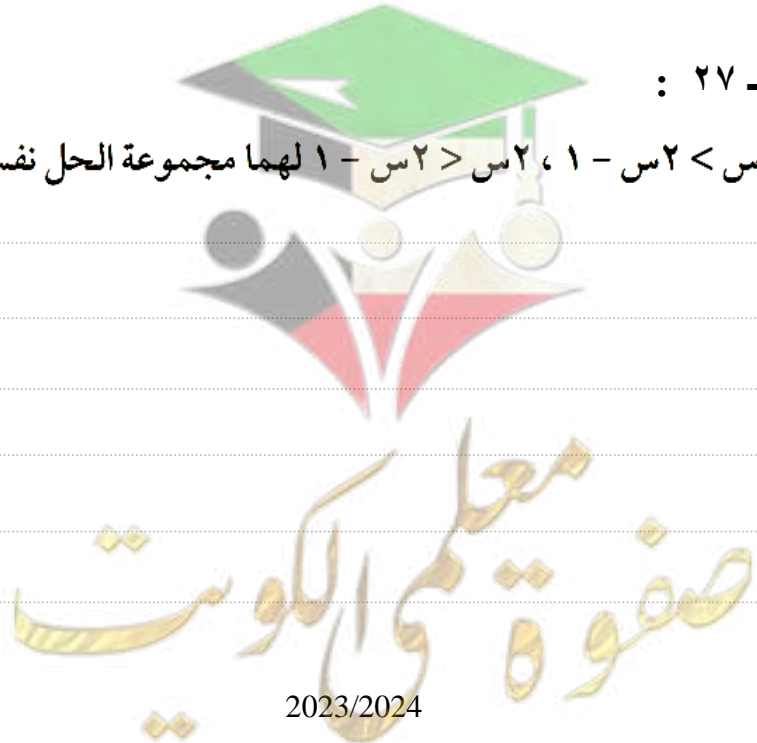 ـ ٢٧ :
س > ٢س – ١ ، ٢س < ٢س – ١ لهما مجموعة الحل نفس
صفوة معلمي الكويت
2023/2024